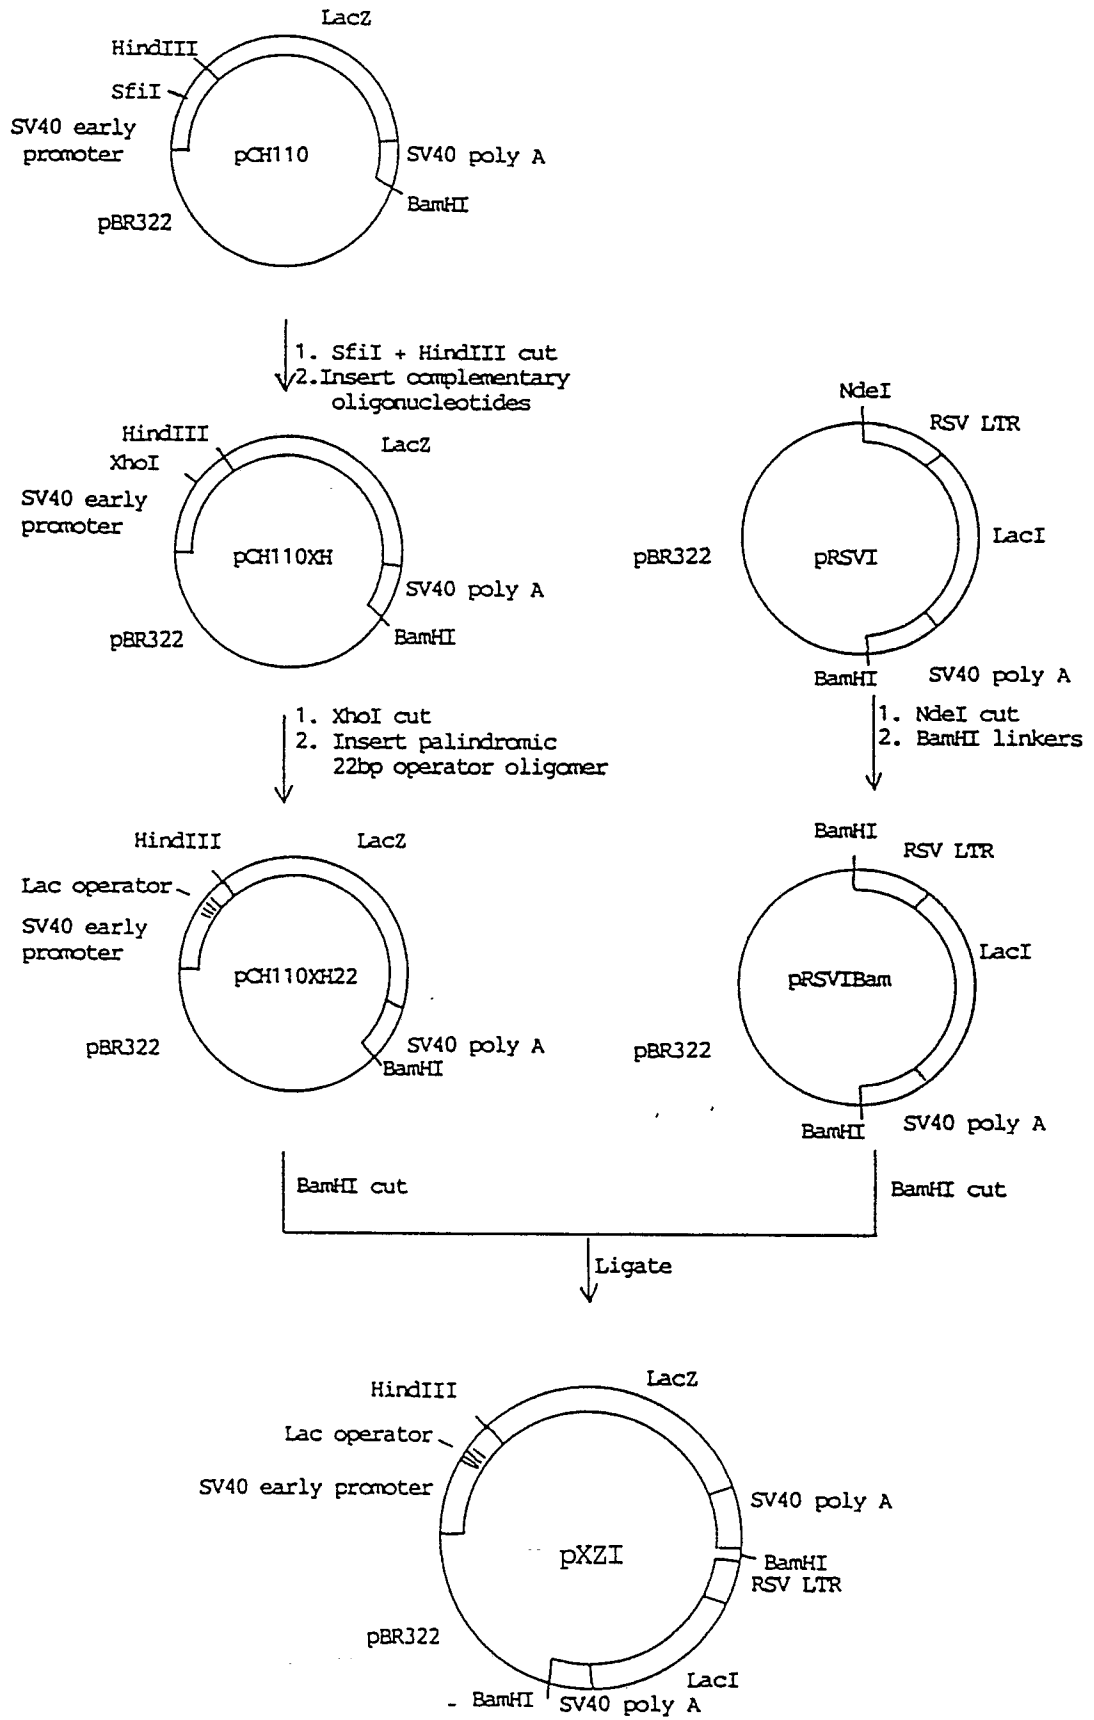 LacZ
HindIII
SfiI
SV40 early
promoter
pCH110
SV40 poly A
BamHI
pBR322
1. SfiI + HindIII cut
2.Insert complementary
oligonucleotides
NdeI
RSV LTR
HindIII
LacZ
XhoI
SV40 early
promoter
pCH110XH
SV40 poly A
BamHI
pBR322
LacI
pBR322
pRSVI
BamHI
SV40 poly A
1. XhoI cut
2. Insert palindromic
22bp operator oligomer
1. NdeI cut
2. BamHI linkers
HindIII
LacZ
Lac operator
SV40 early
promoter
pCH110XH22
pBR322
SV40 poly A
BamHI
BamHI
RSV LTR
LacI
pRSVIBam
pBR322
BamHI
SV40 poly A
BamHI cut
BamHI cut
Ligate
LacZ
HindIII
Lac operator
SV40 early promoter
SV40 poly A
pXZI
BamHI
RSV LTR
pBR322
LacI
BamHI
SV40 poly A